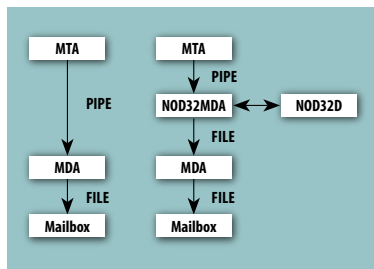 MTA
PIPE
MDA
FILE
Mailbox
MTA
PIPE
NOD32MDA
NOD32D
FILE
MDA
FILE
Mailbox